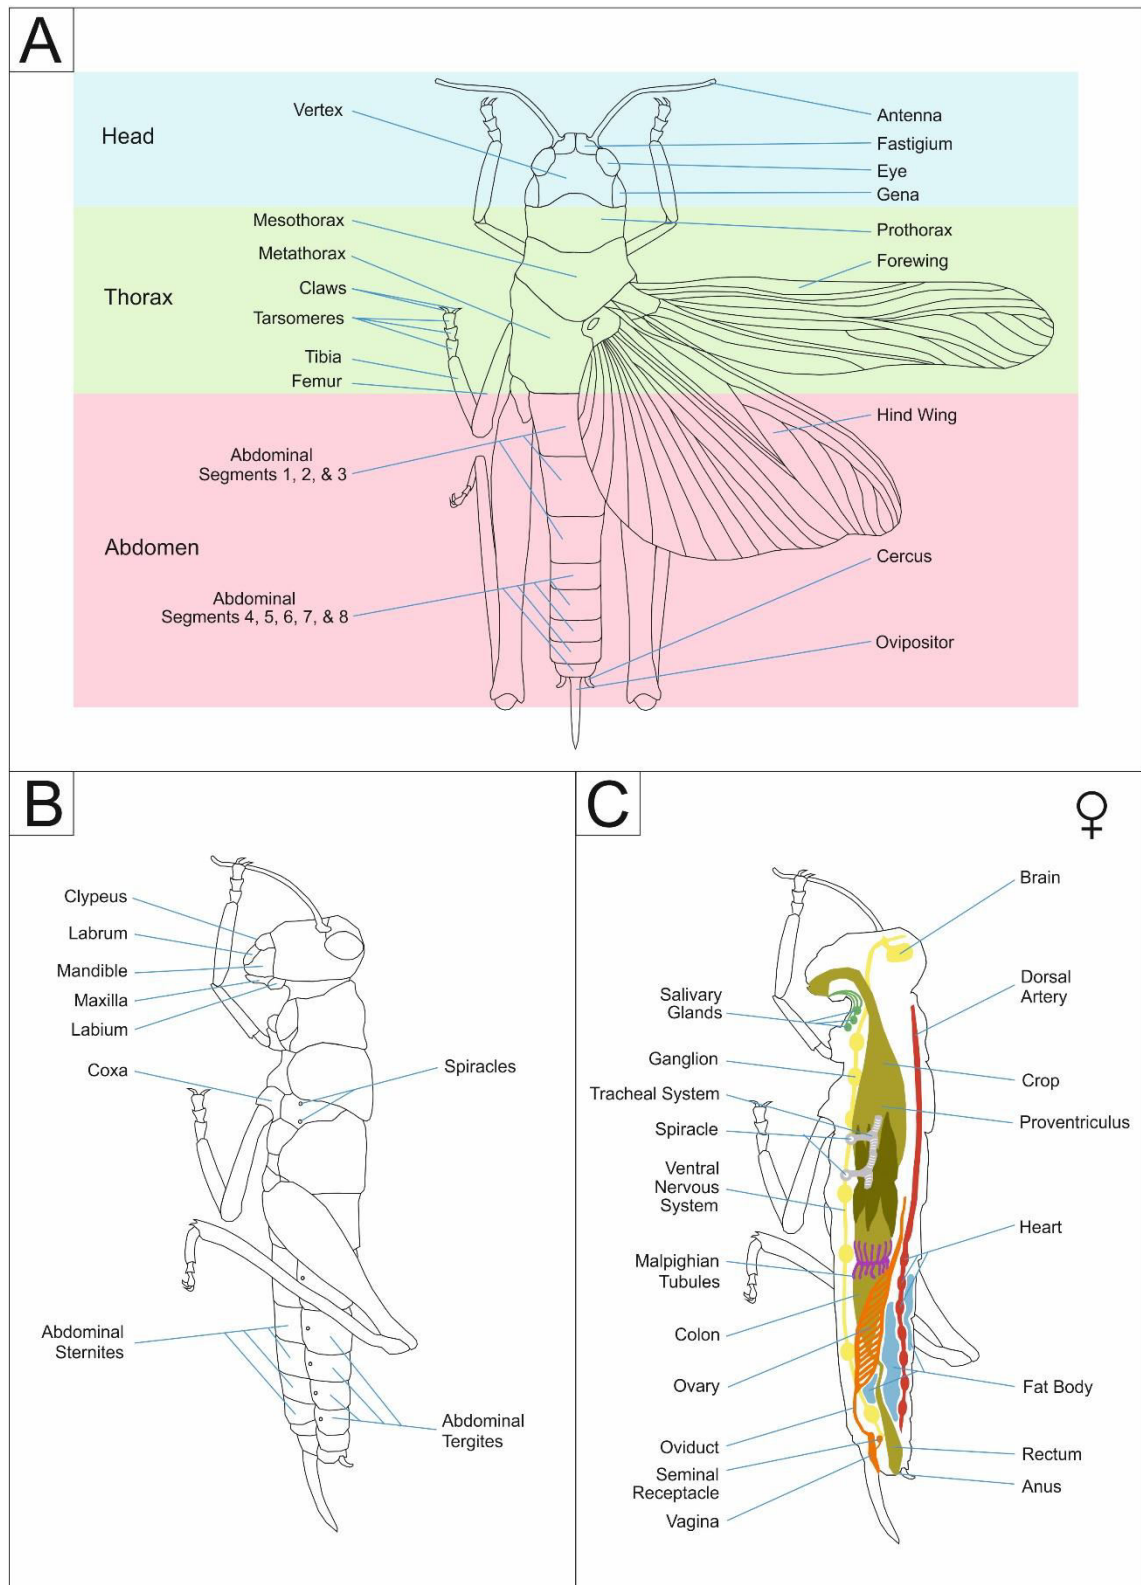 A
Head
Vertex
Antenna
Fastigium
Eye
Gena
Thorax
Mesothorax
Metathorax
Claws
Tarsomeres
Tibia
Femur
Prothorax
Forewing
Hind Wing
Abdomen
Abdominal
Segments 1, 2, & 3
Abdominal
Segments 4, 5, 6, 7, & 8
Cercus
Ovipositor
B
Clypeus
Labrum
Mandible
Maxilla
Labium
Coxa
Spiracles
Abdominal
Sternites
Abdominal
Tergites
C
♀
Salivary
Glands
Ganglion
Tracheal System
Spiracle
Ventral
Nervous
System
Malpighian
Tubules
Colon
Ovary
Oviduct
Seminal
Receptacle
Vagina
Brain
Dorsal
Artery
Crop
Proventriculus
Heart
Fat Body
Rectum
Anus